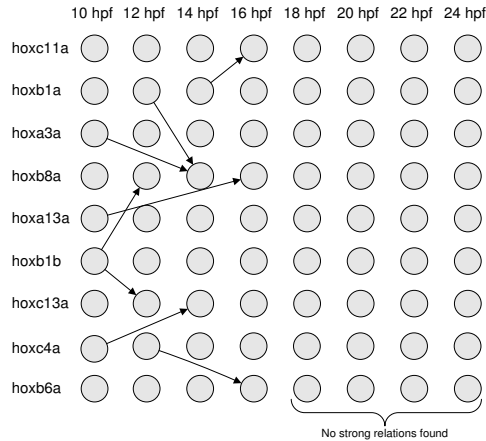 10 hpf 12 hpf 14 hpf 16 hpf 18 hpf 20 hpf 22 hpf 24 hpf
hoxc11a
hoxb1a
hoxa3a
hoxb8a
hoxa13a
hoxb1b
hoxc13a
hoxc4a
hoxb6a
No strong relations found